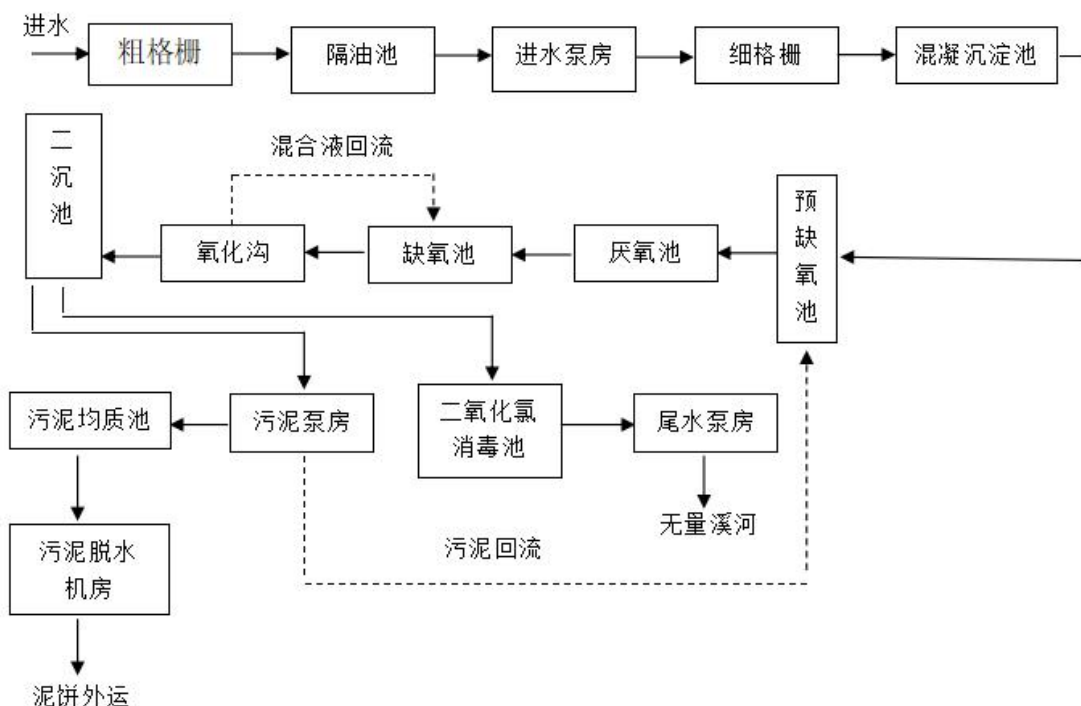 进水
粗格栅
隔油池
进水泵房
细格栅
混凝沉淀池
二
沉
池
混合液回流
氧化沟
缺氧池
厌氧池
预
缺
氧
池
污泥均质池
污泥泵房
二氧化氯
消毒池
尾水泵房
无量溪河
污泥回流
污泥脱水
机房
泥饼外运